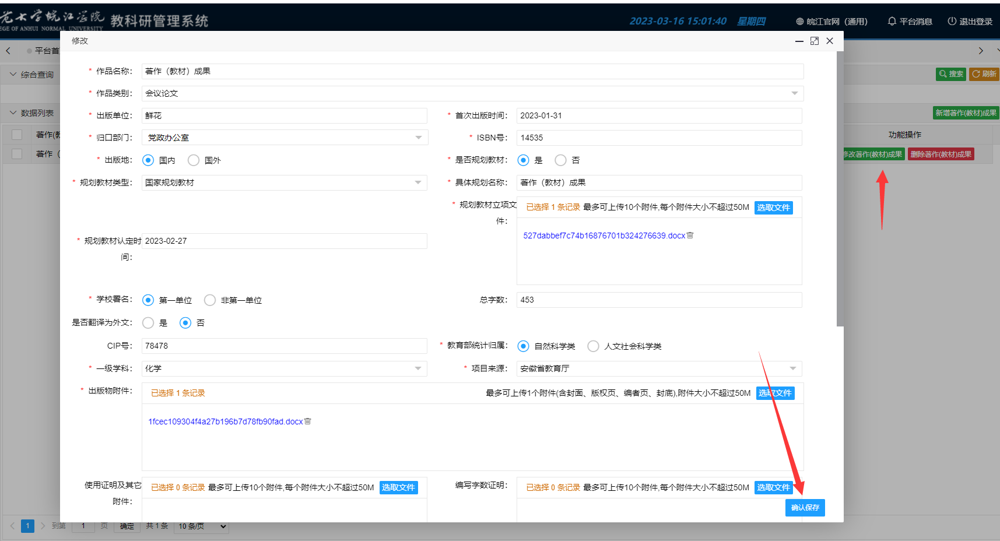 大学皖江学院 教科研管理系统 2023-03-16 15:01:40 星期四 皖江官网（通用） 平台消息 退出登录
EGE OF ANHUI NORMAL UNIVERSITY
修改
平台首
* 作品名称： 著作（教材）成果
综合查询 搜索 刷新
* 作品类别： 会议论文
数据列表 新增著作(教材)成果
* 出版单位： 鲜花 * 首次出版时间： 2023-01-31
著作(教 功能操作
* 归口部门： 党政办公室 * ISBN号： 14535
著作（ 修改著作(教材)成果 删除著作(教材)成果
* 出版地： 国内 国外 * 是否规划教材： 是 否
* 规划教材类型： 国家规划教材 * 具体规划名称： 著作（教材）成果
* 规划教材立项文件： 已选择 1 条记录 最多可上传10个附件,每个附件大小不超过50M 选取文件
527dabbef7c74b16876701b324276639.docx
* 规划教材认定时间： 2023-02-27
* 学校署名： 第一单位 非第一单位 总字数： 453
是否翻译为外文： 是 否
CIP号： 78478 * 教育部统计归属： 自然科学类 人文社会科学类
* 一级学科： 化学 * 项目来源： 安徽省教育厅
* 出版物附件： 已选择 1 条记录 最多可上传1个附件(含封面、版权页、编者页、封底),附件大小不超过50M 选取文件
1fcec109304f4a27b196b7d78fb90fad.docx
使用证明及其它附件： 已选择 0 条记录 最多可上传10个附件,每个附件大小不超过50M 选取文件 编写字数证明： 已选择 0 条记录 最多可上传10个附件,每个附件大小不超过50M 选取文件
确认保存
1 到第 1 页 确定 共 1 条 10 条/页